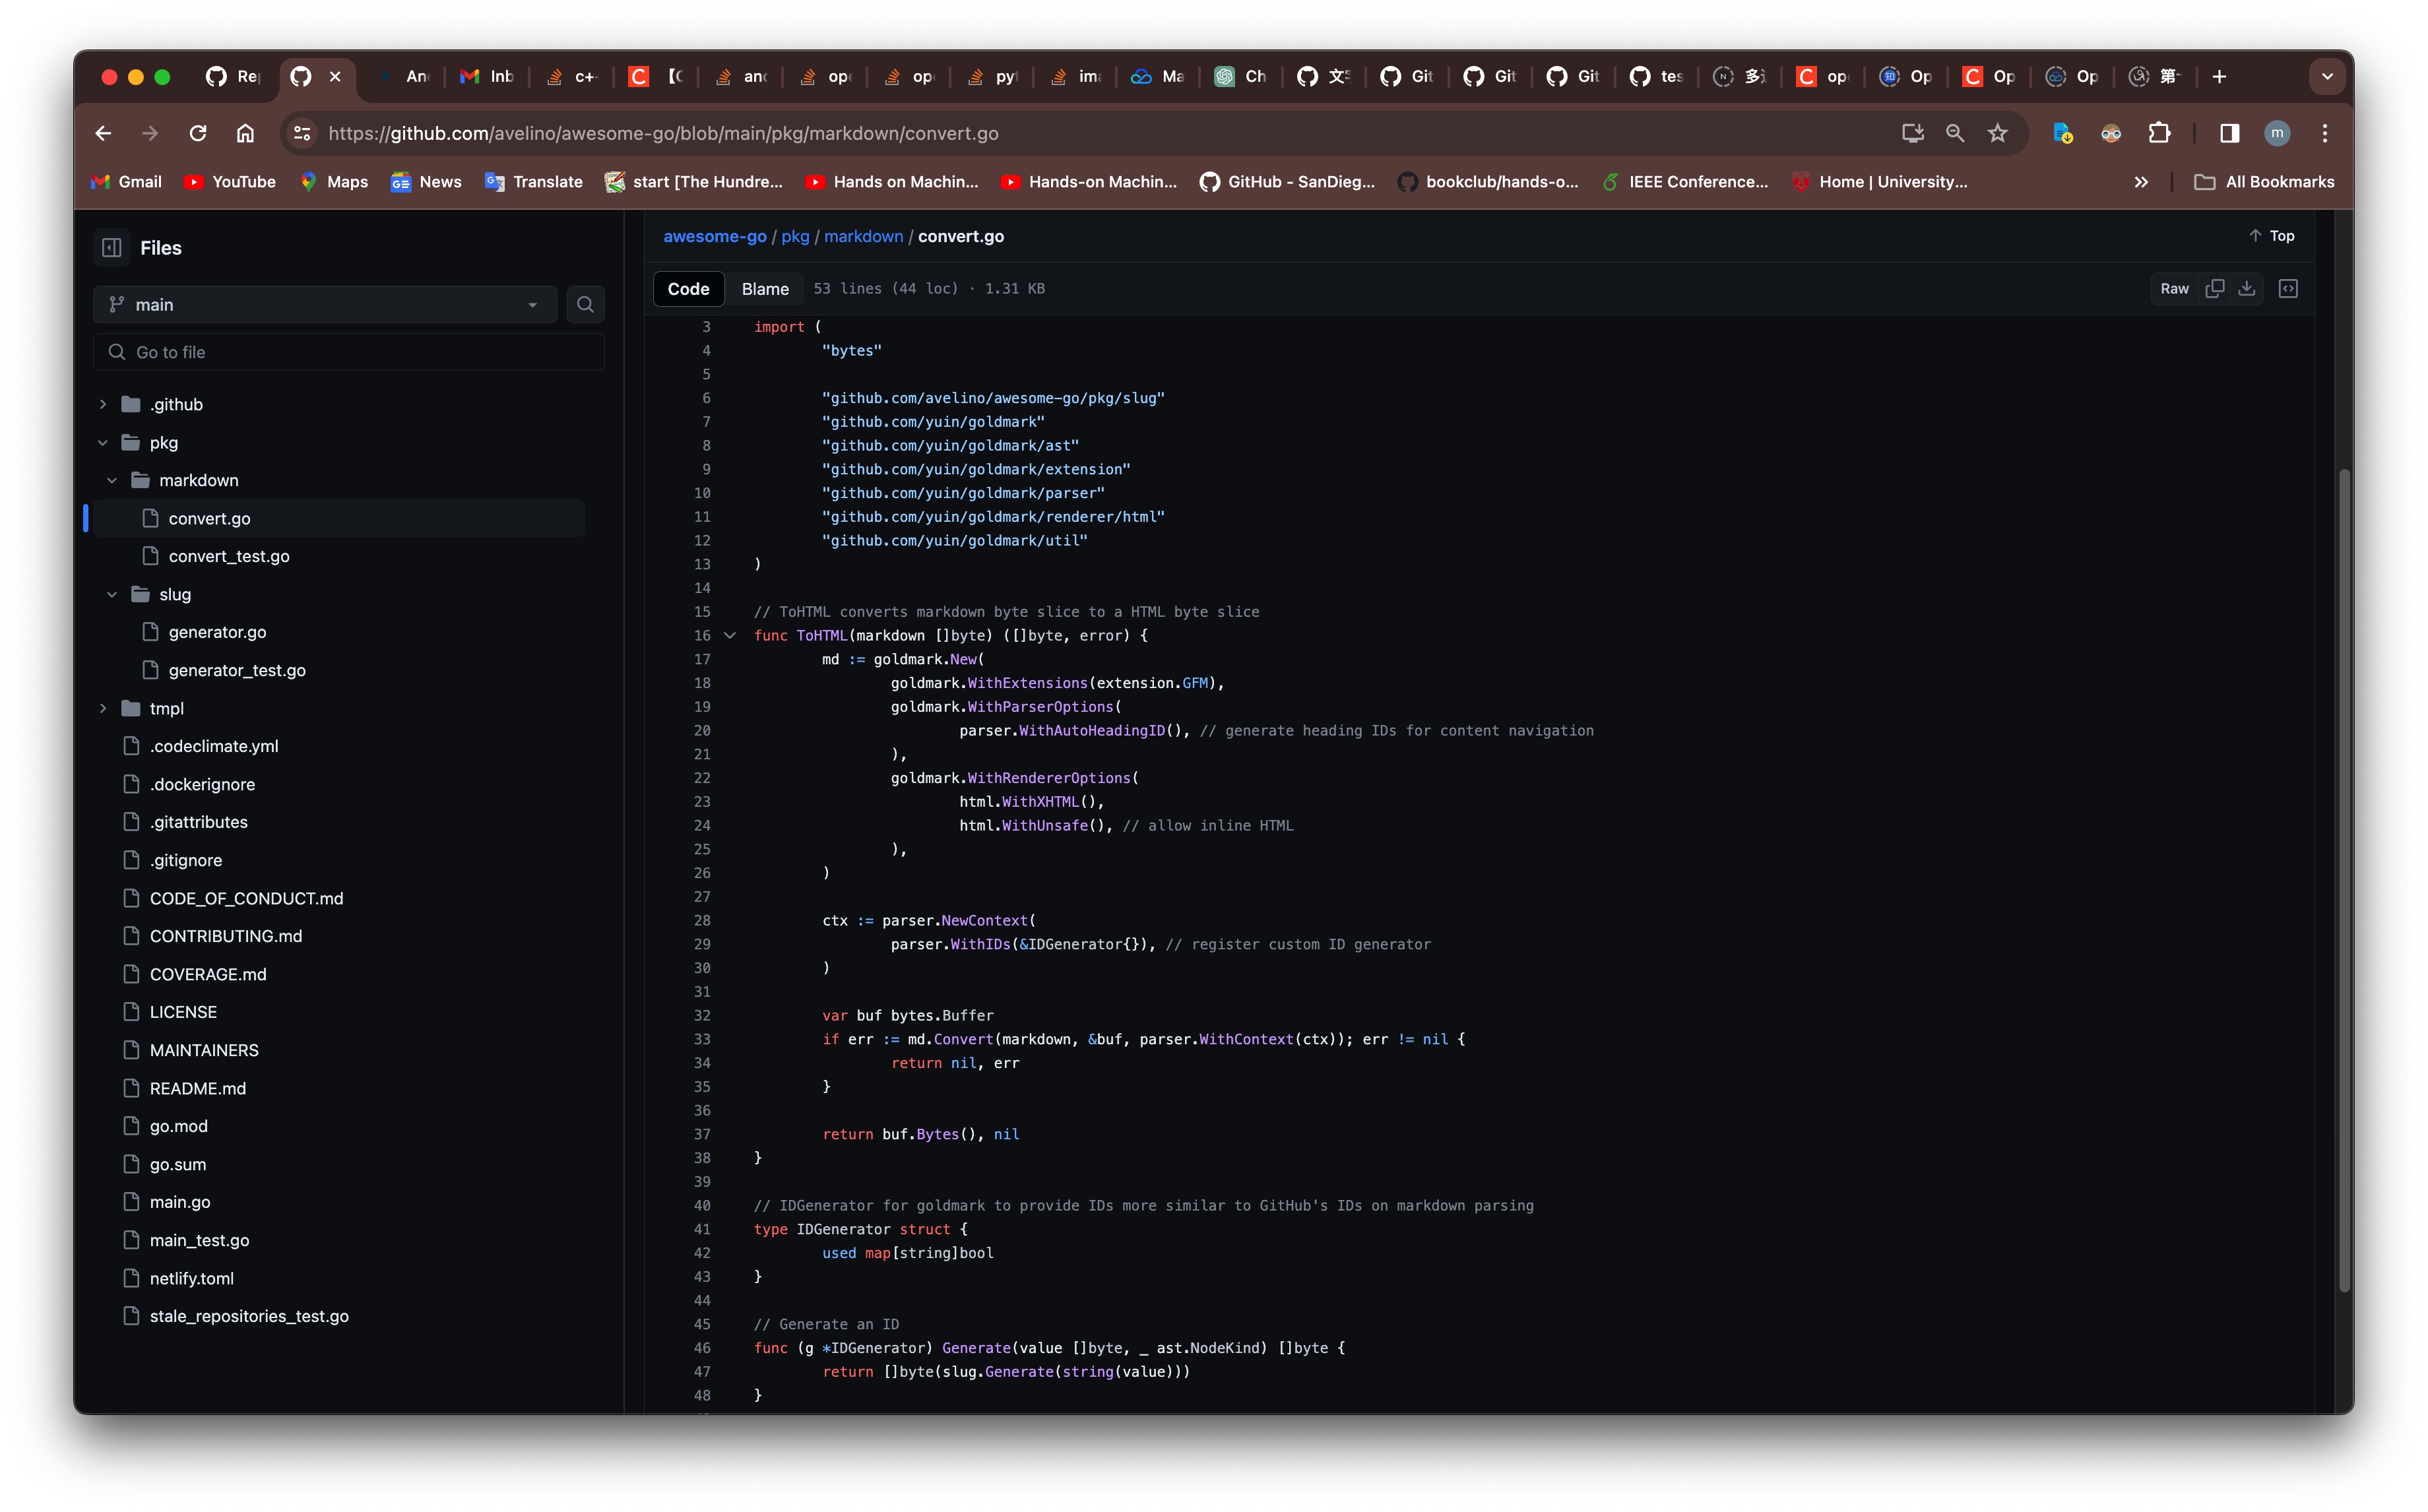 Re
An
Inb
c++
【C
and
op
op
py
im
Ma
Ch
文
Git
Git
Git
tes
多
op
Op
Op
Op
第
https://github.com/avelino/awesome-go/blob/main/pkg/markdown/convert.go
m
Gmail
YouTube
Maps
News
Translate
start [The Hundre...
Hands on Machin...
Hands-on Machin...
GitHub - SanDieg...
bookclub/hands-o...
IEEE Conference...
Home | University...
All Bookmarks
Files
main
Go to file
.github
pkg
markdown
convert.go
convert_test.go
slug
generator.go
generator_test.go
tmpl
.codeclimate.yml
.dockerignore
.gitattributes
.gitignore
CODE_OF_CONDUCT.md
CONTRIBUTING.md
COVERAGE.md
LICENSE
MAINTAINERS
README.md
go.mod
go.sum
main.go
main_test.go
netlify.toml
stale_repositories_test.go
awesome-go / pkg / markdown / convert.go
Top
Code Blame 53 lines (44 loc) · 1.31 KB
Raw
3 import (
4 "bytes"
5
6 "github.com/avelino/awesome-go/pkg/slug"
7 "github.com/yuin/goldmark"
8 "github.com/yuin/goldmark/ast"
9 "github.com/yuin/goldmark/extension"
10 "github.com/yuin/goldmark/parser"
11 "github.com/yuin/goldmark/renderer/html"
12 "github.com/yuin/goldmark/util"
13 )
14
15 // ToHTML converts markdown byte slice to a HTML byte slice
16 func ToHTML(markdown []byte) ([]byte, error) {
17 md := goldmark.New(
18 goldmark.WithExtensions(extension.GFM),
19 goldmark.WithParserOptions(
20 parser.WithAutoHeadingID(), // generate heading IDs for content navigation
21 ),
22 goldmark.WithRendererOptions(
23 html.WithXHTML(),
24 html.WithUnsafe(), // allow inline HTML
25 ),
26 )
27
28 ctx := parser.NewContext(
29 parser.WithIDs(&IDGenerator{}), // register custom ID generator
30 )
31
32 var buf bytes.Buffer
33 if err := md.Convert(markdown, &buf, parser.WithContext(ctx)); err != nil {
34 return nil, err
35 }
36
37 return buf.Bytes(), nil
38 }
39
40 // IDGenerator for goldmark to provide IDs more similar to GitHub's IDs on markdown parsing
41 type IDGenerator struct {
42 used map[string]bool
43 }
44
45 // Generate an ID
46 func (g *IDGenerator) Generate(value []byte, _ ast.NodeKind) []byte {
47 return []byte(slug.Generate(string(value)))
48 }